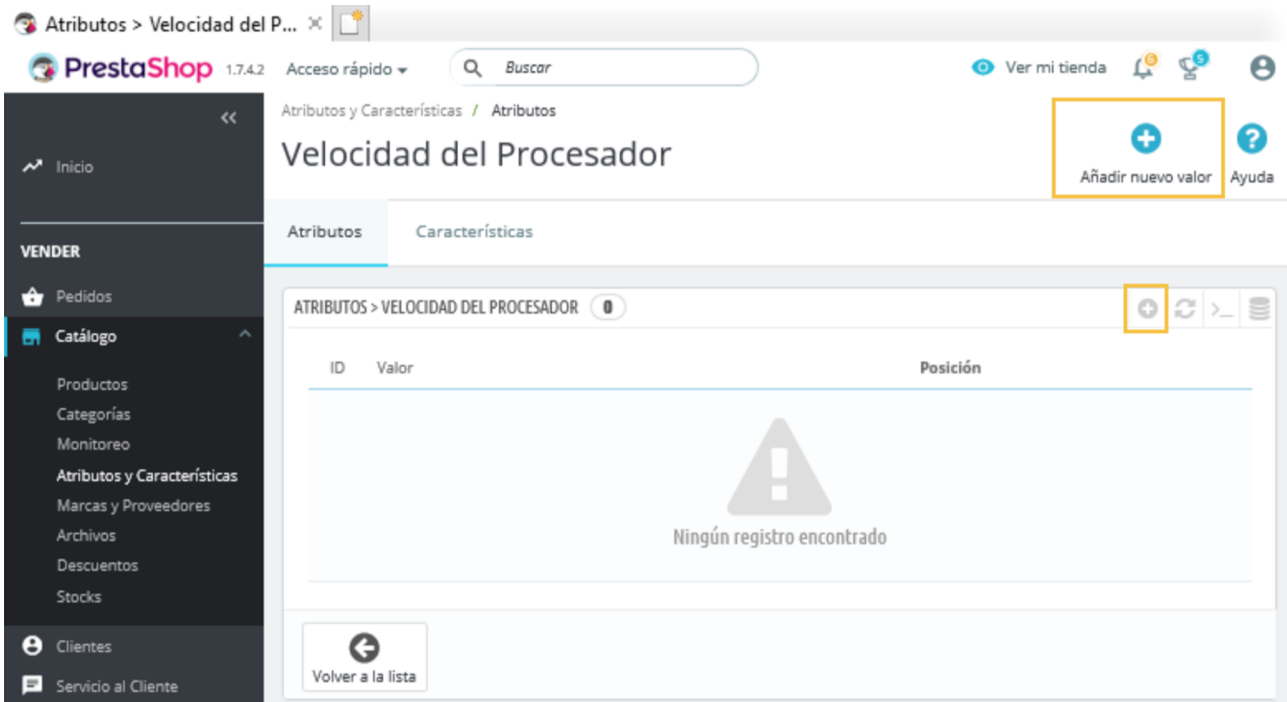 Atributos > Velocidad del P...
PrestaShop 1.7.4.2 Acceso rápido Buscar Ver mi tienda 6 5
Atributos y Características / Atributos
Velocidad del Procesador
Añadir nuevo valor Ayuda
Inicio
Atributos Características
VENDER
Pedidos
Catálogo
Productos
Categorías
Monitoreo
Atributos y Características
Marcas y Proveedores
Archivos
Descuentos
Stocks
Clientes
Servicio al Cliente
ATRIBUTOS > VELOCIDAD DEL PROCESADOR 0
ID Valor Posición
Ningún registro encontrado
Volver a la lista